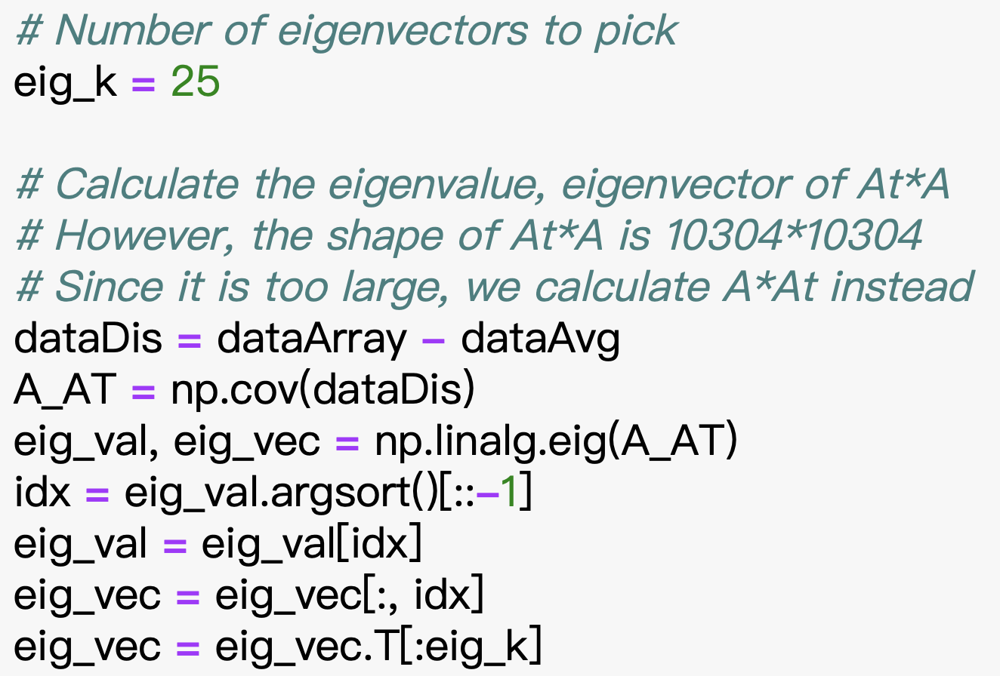 # Number of eigenvectors to pick
eig_k = 25
# Calculate the eigenvalue, eigenvector of At*A
# However, the shape of At*A is 10304*10304
# Since it is too large, we calculate A*At instead
dataDis = dataArray – dataAvg
A_AT = np.cov(dataDis)
eig_val, eig_vec = np.linalg.eig(A_AT)
idx = eig_val.argsort()[::–1]
eig_val = eig_val[idx]
eig_vec = eig_vec[:, idx]
eig_vec = eig_vec.T[:eig_k]